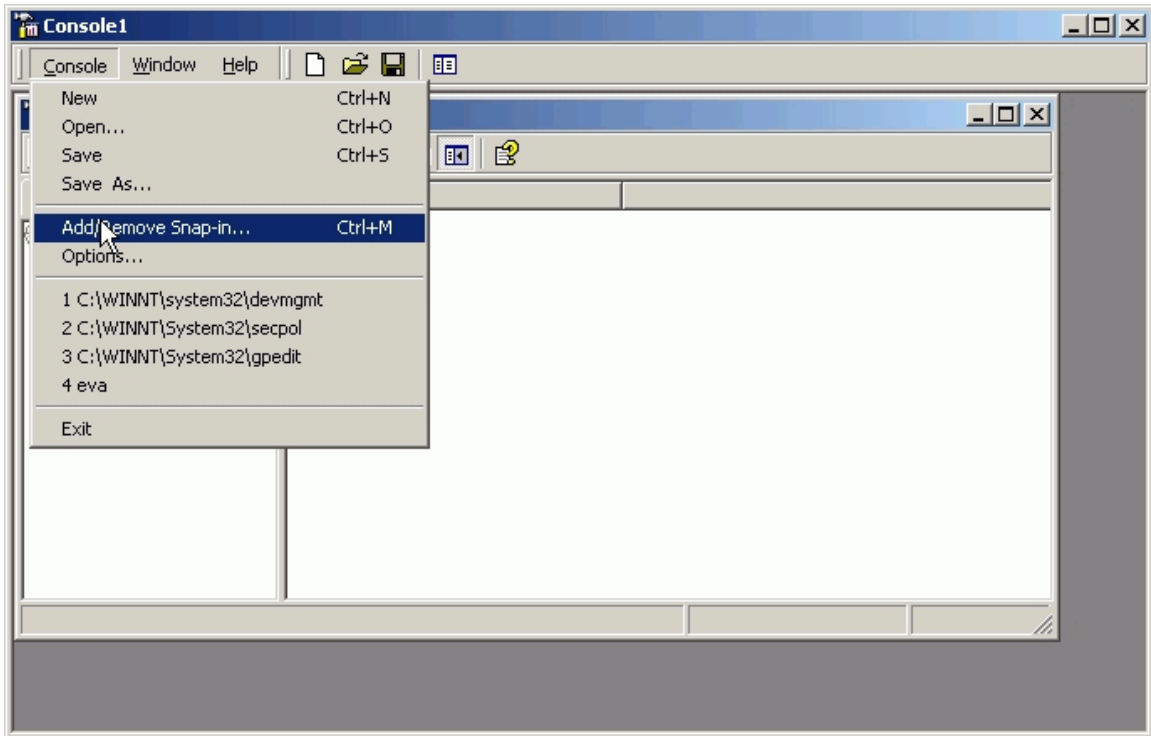 Console1
Console Window Help
New Ctrl+N
Open... Ctrl+O
Save Ctrl+S
Save As...
Add/Remove Snap-in... Ctrl+M
Options...
1 C:\WINNT\system32\devmgmt
2 C:\WINNT\System32\secpol
3 C:\WINNT\System32\gpedit
4 eva
Exit